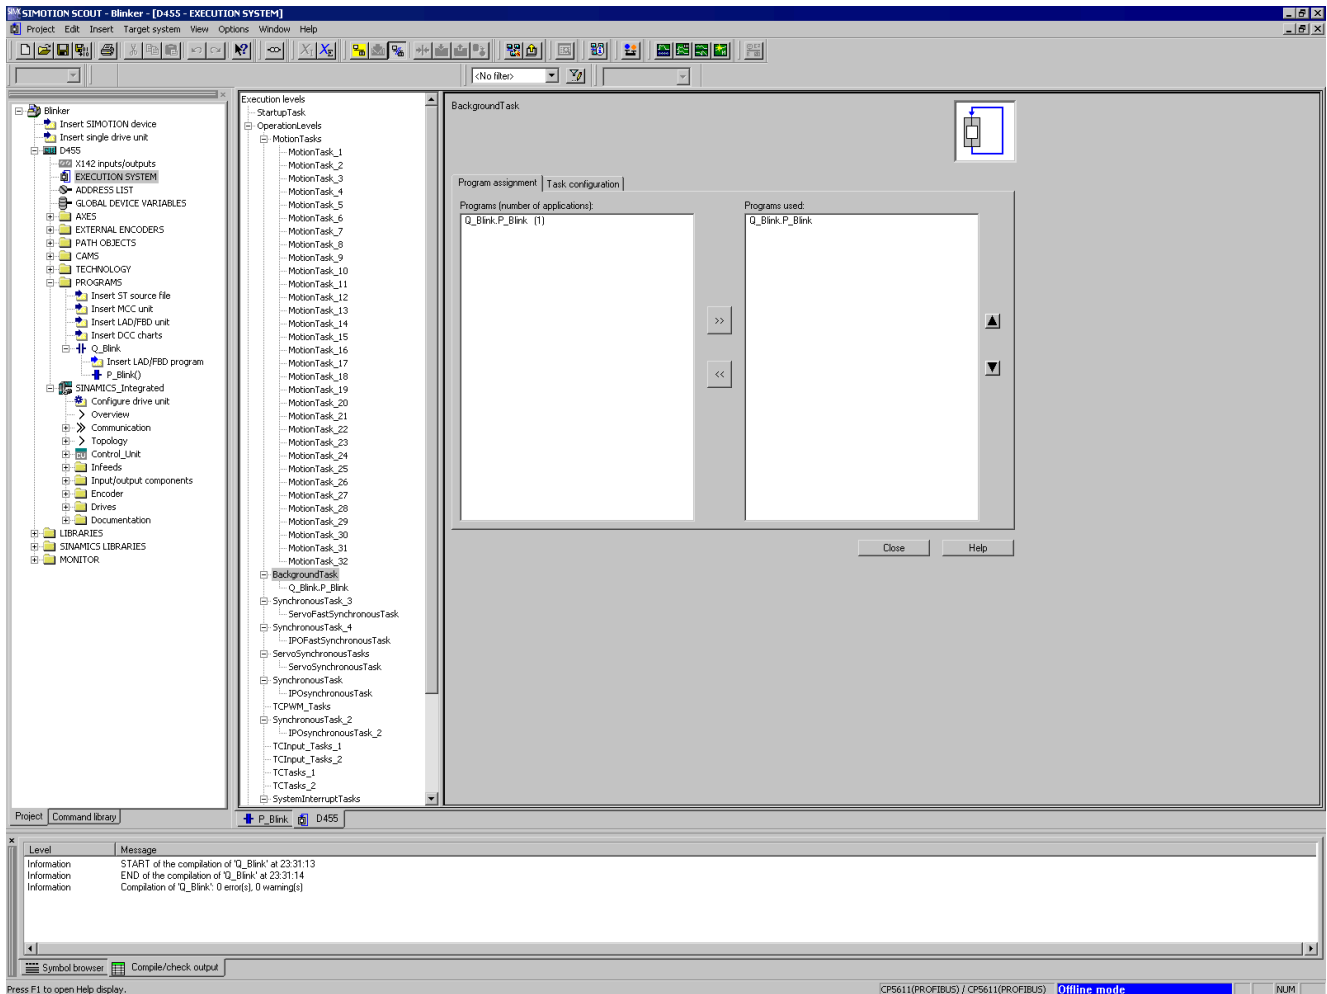 SIMOTION SCOUT - Blinker - [D455 - EXECUTION SYSTEM]
Project Edit Insert Target system View Options Window Help
<No filter>
Blinker
Insert SIMOTION device
Insert single drive unit
D455
X142 inputs/outputs
EXECUTION SYSTEM
ADDRESS LIST
GLOBAL DEVICE VARIABLES
AXES
EXTERNAL ENCODERS
PATH OBJECTS
CAMS
TECHNOLOGY
PROGRAMS
Insert ST source file
Insert MCC unit
Insert LAD/FBD unit
Insert DCC charts
Q_Blink
Insert LAD/FBD program
P_Blink()
SINAMICS_Integrated
Configure drive unit
Overview
Communication
Topology
Control_Unit
Infeeds
Input/output components
Encoder
Drives
Documentation
LIBRARIES
SINAMICS LIBRARIES
MONITOR
Project Command library
Execution levels
StartupTask
OperationLevels
MotionTasks
MotionTask_1
MotionTask_2
MotionTask_3
MotionTask_4
MotionTask_5
MotionTask_6
MotionTask_7
MotionTask_8
MotionTask_9
MotionTask_10
MotionTask_11
MotionTask_12
MotionTask_13
MotionTask_14
MotionTask_15
MotionTask_16
MotionTask_17
MotionTask_18
MotionTask_19
MotionTask_20
MotionTask_21
MotionTask_22
MotionTask_23
MotionTask_24
MotionTask_25
MotionTask_26
MotionTask_27
MotionTask_28
MotionTask_29
MotionTask_30
MotionTask_31
MotionTask_32
BackgroundTask
Q_Blink.P_Blink
SynchronousTask_3
ServoFastSynchronousTask
SynchronousTask_4
IPOFastSynchronousTask
ServoSynchronousTasks
ServoSynchronousTask
SynchronousTask
IPOsynchronousTask
TCPWM_Tasks
SynchronousTask_2
IPOsynchronousTask_2
TCInput_Tasks_1
TCInput_Tasks_2
TCTasks_1
TCTasks_2
SystemInterruptTasks
P_Blink D455
BackgroundTask
Program assignment Task configuration
Programs (number of applications): Programs used:
Q_Blink.P_Blink (1) Q_Blink.P_Blink
>>
<<
Close Help
Level Message
Information START of the compilation of 'Q_Blink' at 23:31:13
Information END of the compilation of 'Q_Blink' at 23:31:14
Information Compilation of 'Q_Blink': 0 error(s), 0 warning(s)
Symbol browser Compile/check output
Press F1 to open Help display. CP5611(PROFIBUS) / CP5611(PROFIBUS) Offline mode NUM